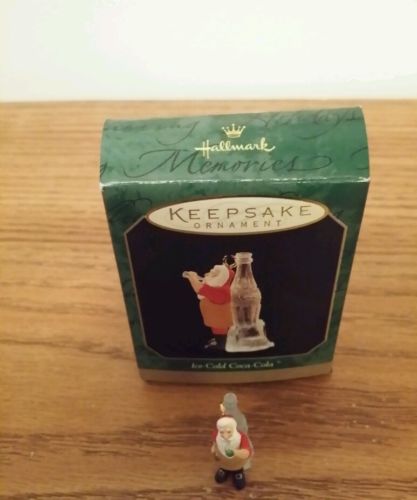 Hallmark
Memories
KEEPSAKE
ORNAMENT
Ice-Cold Coca-Cola